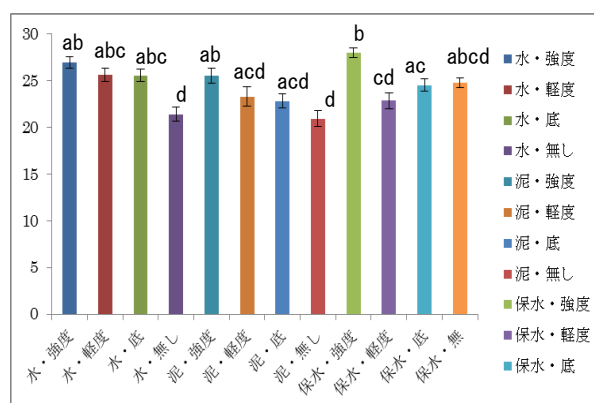 30
25
20
15
10
5
0
ab
abc
abc
d
ab
acd
acd
d
b
cd
ac
abcd
水・強度
水・軽度
水・底
水・無し
泥・強度
泥・軽度
泥・底
泥・無し
保水・強度
保水・軽度
保水・底
保水・無
水・強度
水・軽度
水・底
水・無し
泥・強度
泥・軽度
泥・底
泥・無し
保水・強度
保水・軽度
保水・底